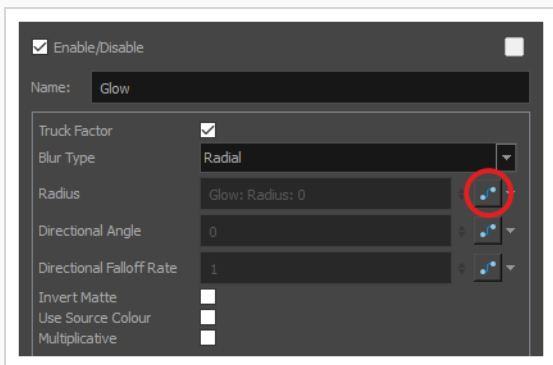 Enable/Disable
Name: Glow
Truck Factor
Blur Type Radial
Radius Glow: Radius: 0
Directional Angle 0
Directional Falloff Rate 1
Invert Matte
Use Source Colour
Multiplicative